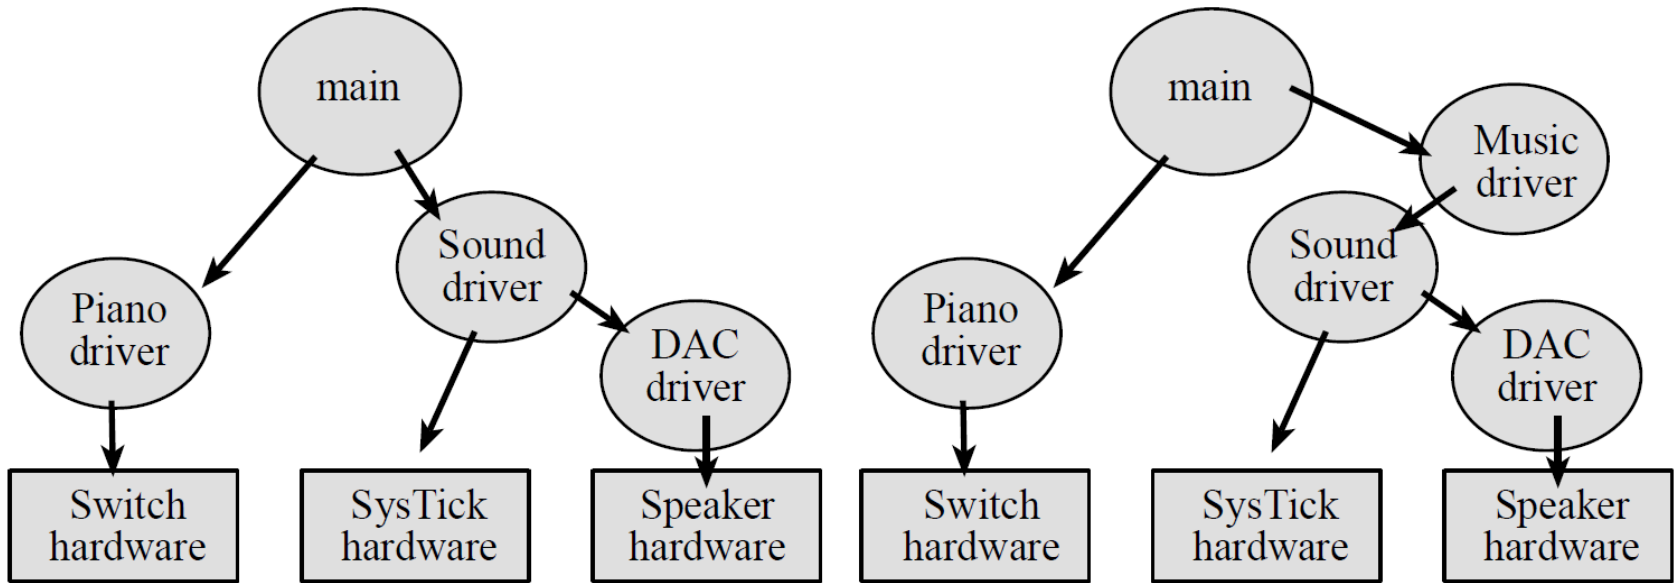 main
Sound
driver
Piano
driver
DAC
driver
Switch
hardware
SysTick
hardware
Speaker
hardware
main
Music
driver
Sound
driver
Piano
driver
DAC
driver
Switch
hardware
SysTick
hardware
Speaker
hardware